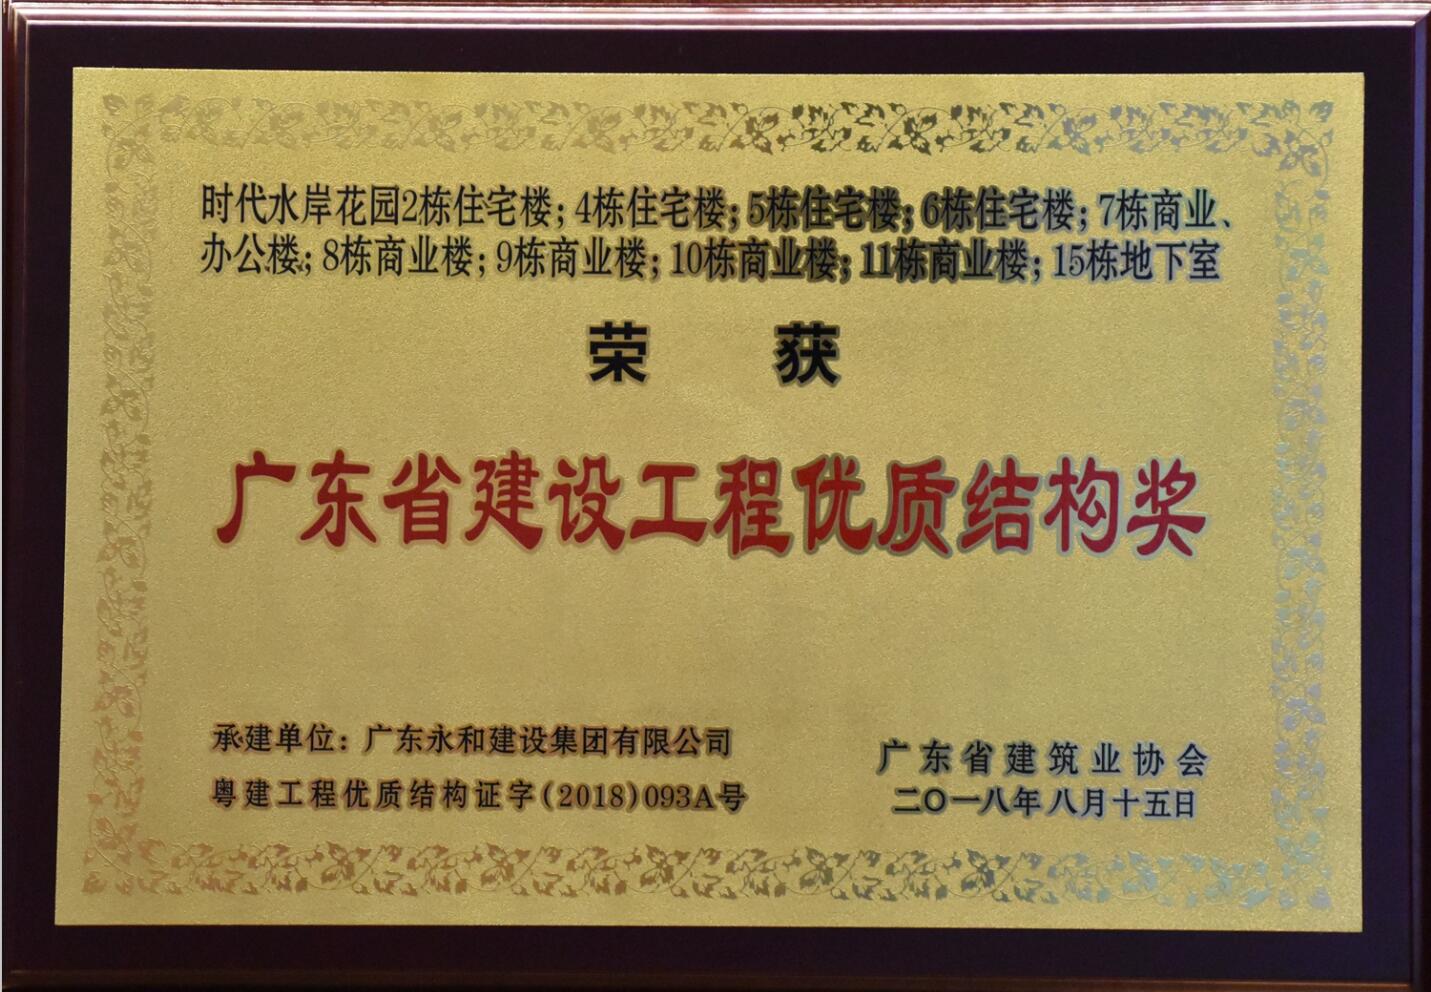 时代水岸花园2栋住宅楼;4栋住宅楼;5栋住宅楼;6栋住宅楼;7栋商业、
办公楼;8栋商业楼;9栋商业楼;10栋商业楼;11栋商业楼;15栋地下室
荣 获
广东省建设工程优质结构奖
承建单位：广东永和建设集团有限公司
粤建工程优质结构证字(2018)093A号
广东省建筑业协会
二〇一八年八月十五日